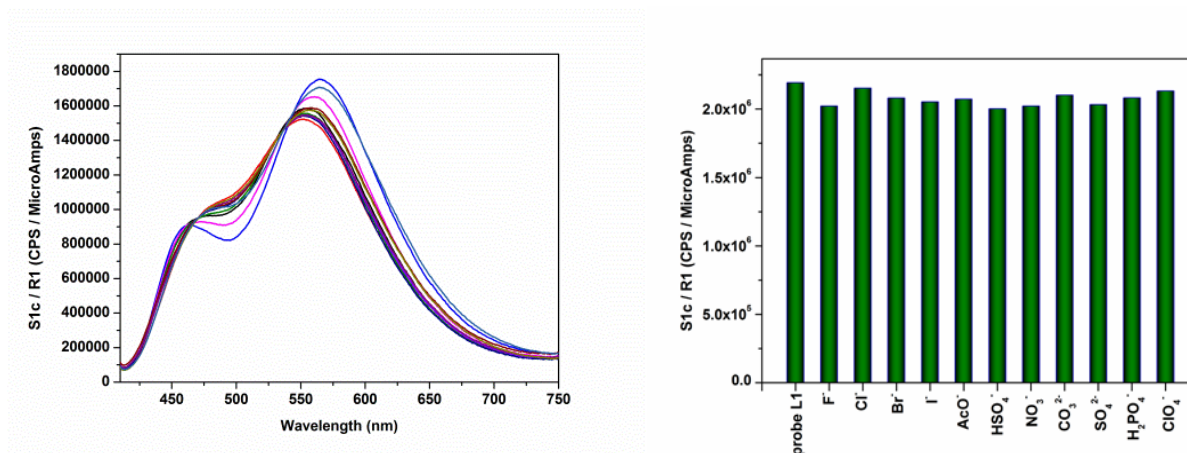 S1c / R1 (CPS / MicroAmps)
1800000
1600000
1400000
1200000
1000000
800000
600000
400000
200000
0
450 500 550 600 650 700 750
Wavelength (nm)
S1c / R1 (CPS / MicroAmps)
2.0x10⁶
1.5x10⁶
1.0x10⁶
5.0x10⁵
0.0
probe L1
F⁻
Cl⁻
Br⁻
I⁻
AcO⁻
HSO₄⁻
NO₃⁻
CO₃²⁻
SO₄²⁻
H₂PO₄⁻
ClO₄⁻